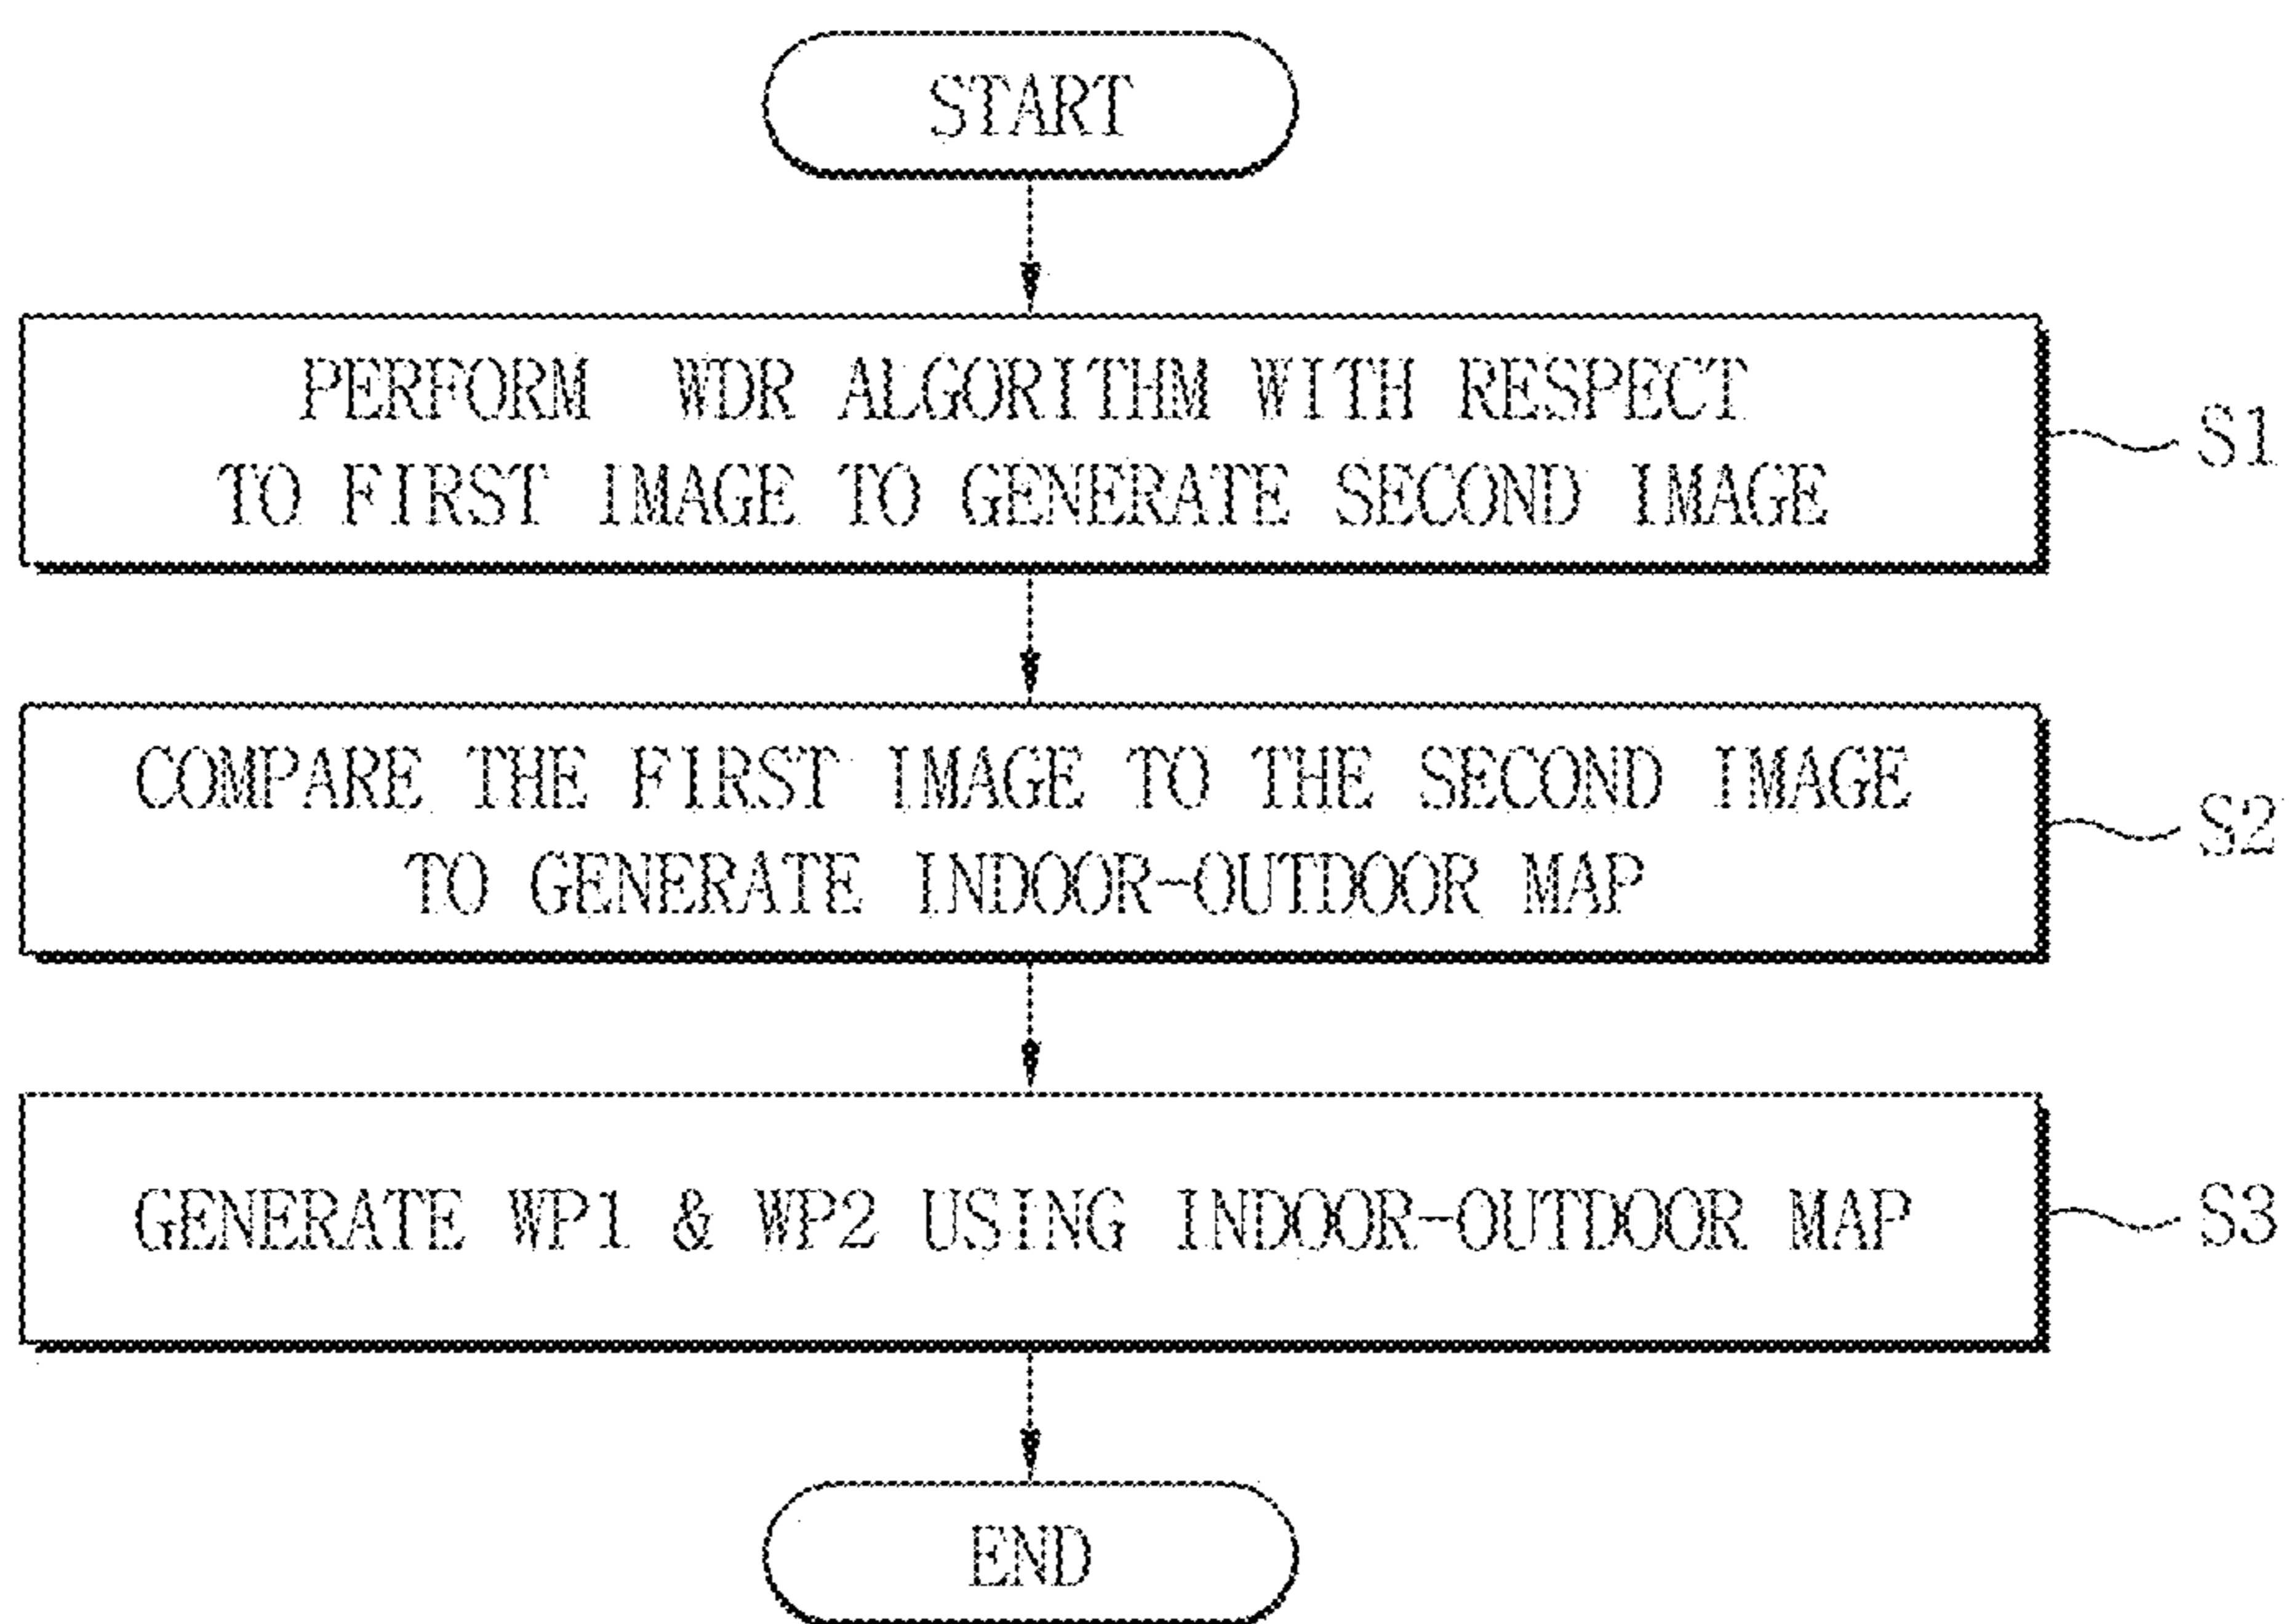 START
PERFORM WDR ALGORITHM WITH RESPECT
TO FIRST IMAGE TO GENERATE SECOND IMAGE
S1
COMPARE THE FIRST IMAGE TO THE SECOND IMAGE
TO GENERATE INDOOR-OUTDOOR MAP
S2
GENERATE WP1 & WP2 USING INDOOR-OUTDOOR MAP
S3
END